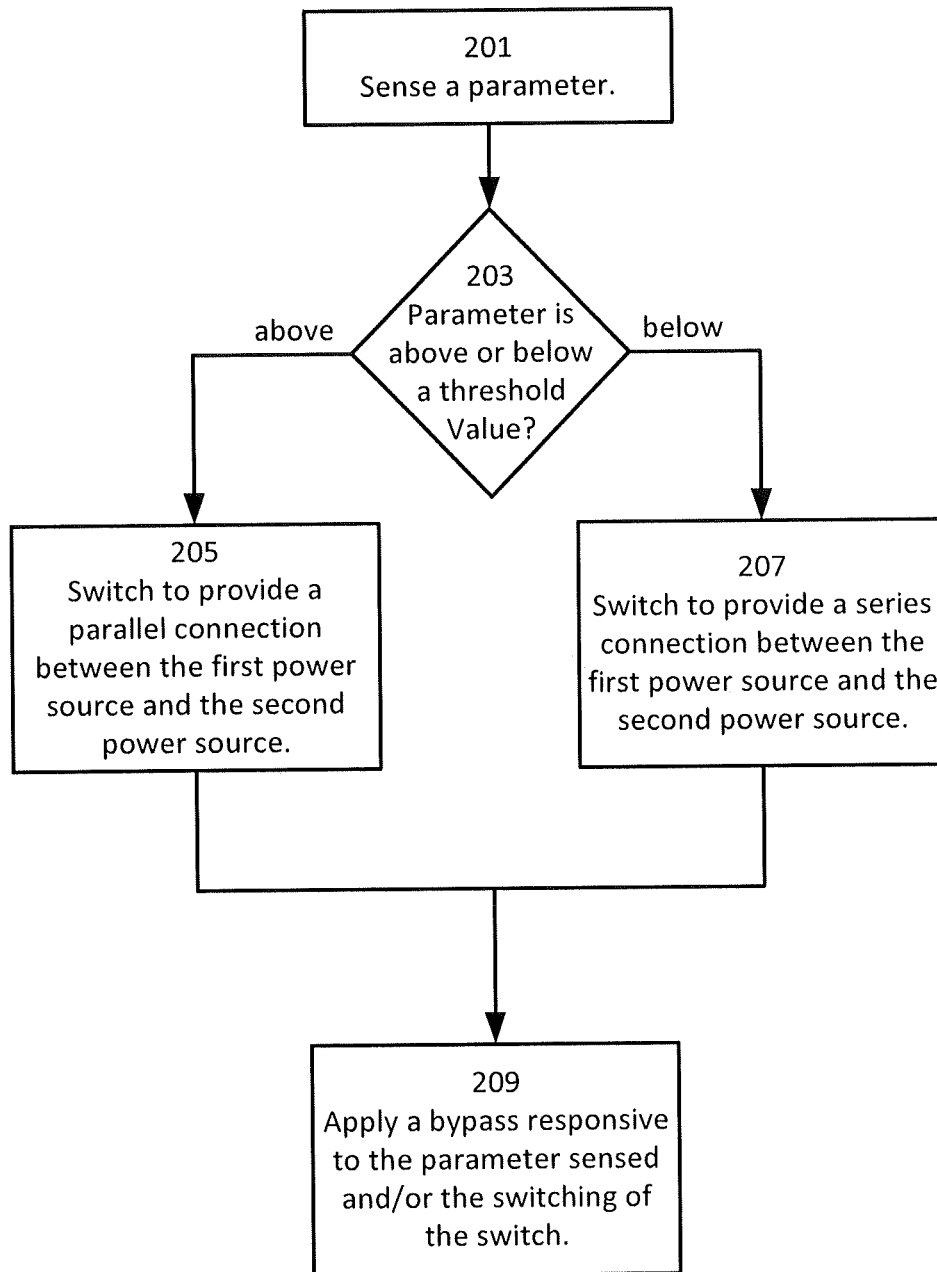 201
Sense a parameter.
203
Parameter is
above or below
a threshold
Value?
above
below
205
Switch to provide a
parallel connection
between the first power
source and the second
power source.
207
Switch to provide a series
connection between the
first power source and the
second power source.
209
Apply a bypass responsive
to the parameter sensed
and/or the switching of
the switch.